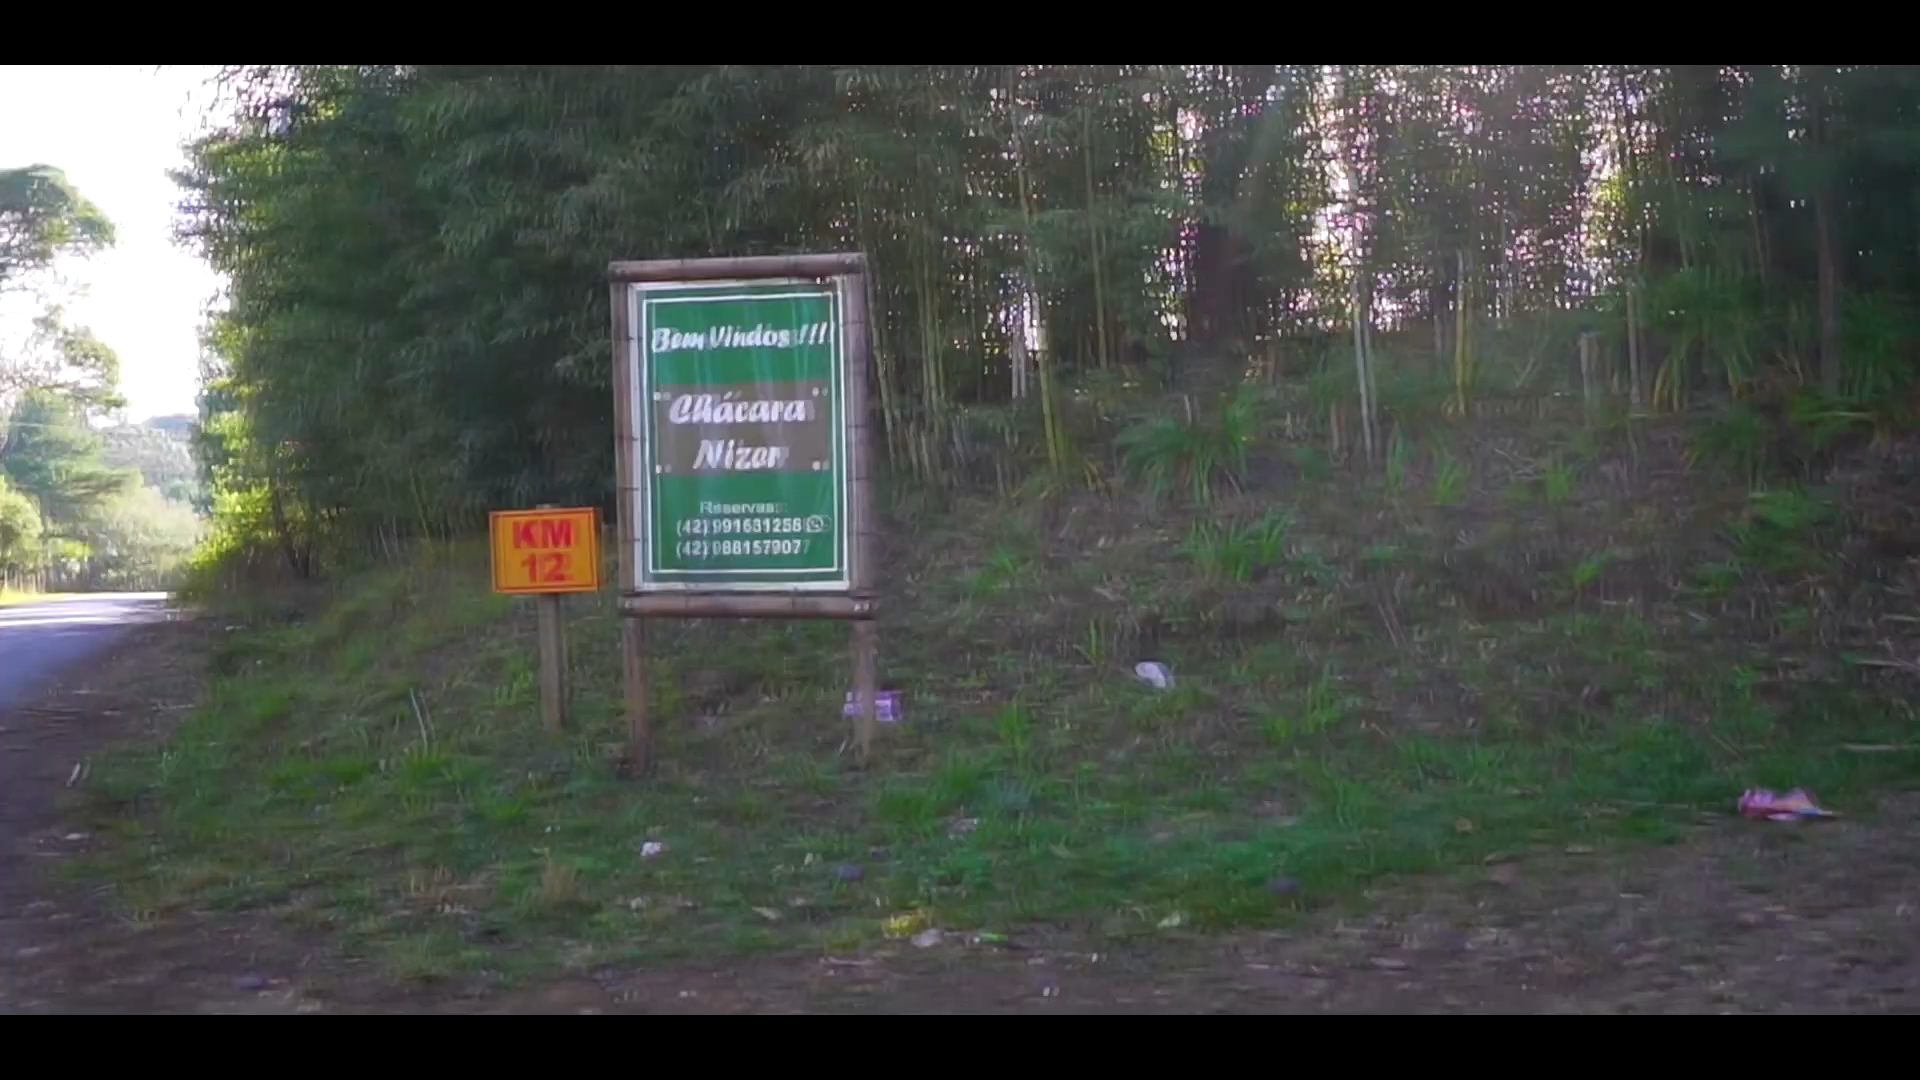 Bem Vindos!!!
"Chácara"
"Nizer"
Reservas:
(42) 991631258
(42) 988157907
KM
12